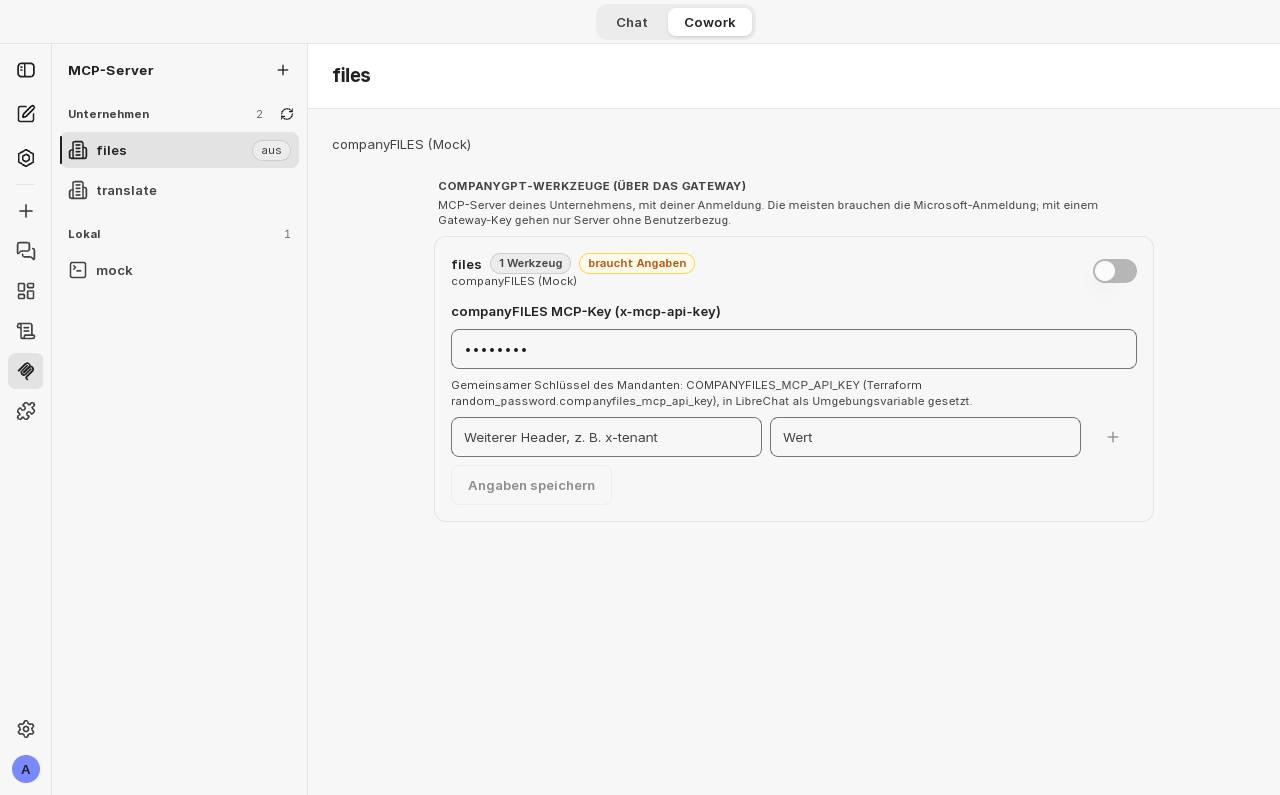 Chat
Cowork
MCP-Server
Unternehmen 2
files aus
translate
Lokal 1
mock
A
files
companyFILES (Mock)
COMPANYGPT-WERKZEUGE (ÜBER DAS GATEWAY)
MCP-Server deines Unternehmens, mit deiner Anmeldung. Die meisten brauchen die Microsoft-Anmeldung; mit einem
Gateway-Key gehen nur Server ohne Benutzerbezug.
files 1 Werkzeug braucht Angaben
companyFILES (Mock)
companyFILES MCP-Key (x-mcp-api-key)
••••••••
Gemeinsamer Schlüssel des Mandanten: COMPANYFILES_MCP_API_KEY (Terraform
random_password.companyfiles_mcp_api_key), in LibreChat als Umgebungsvariable gesetzt.
Weiterer Header, z. B. x-tenant
Wert
Angaben speichern